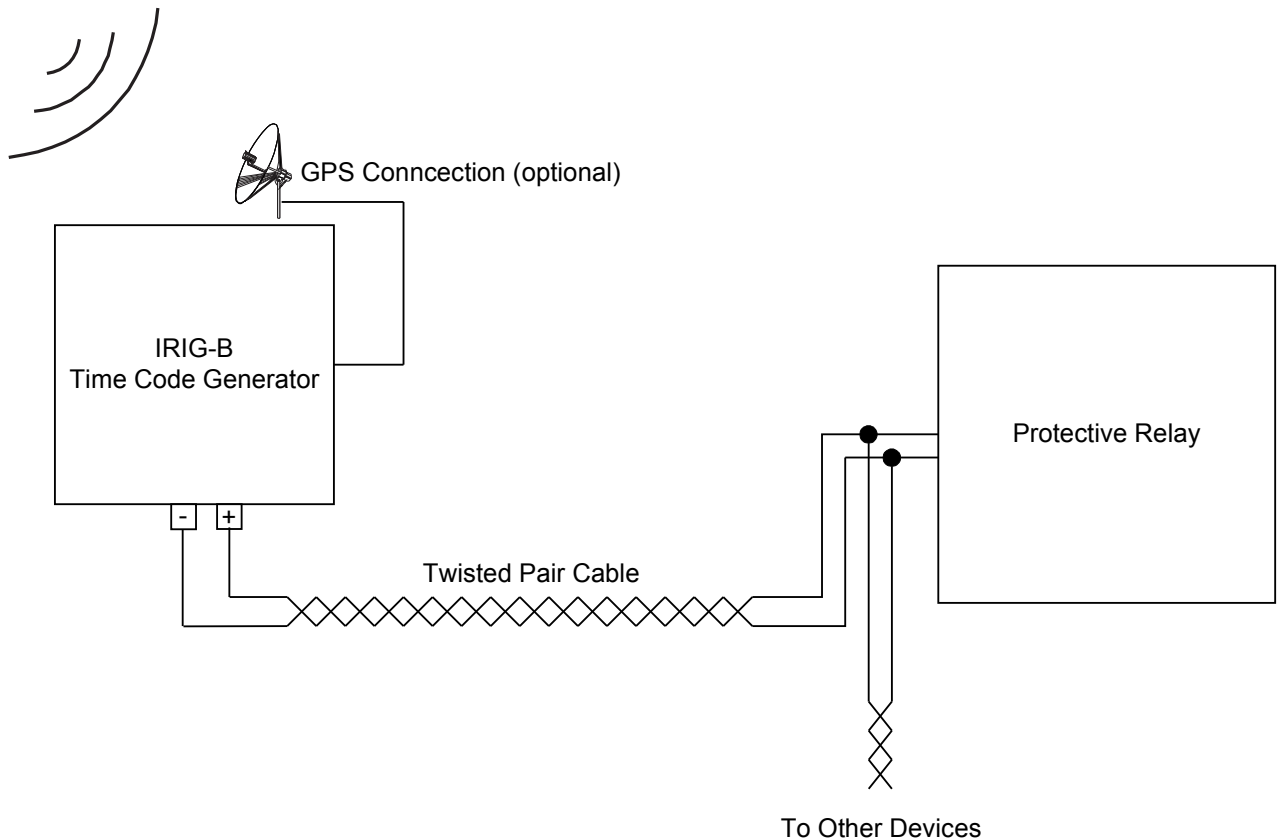 GPS Conncection (optional)
IRIG-B
Time Code Generator
Protective Relay
- +
Twisted Pair Cable
To Other Devices